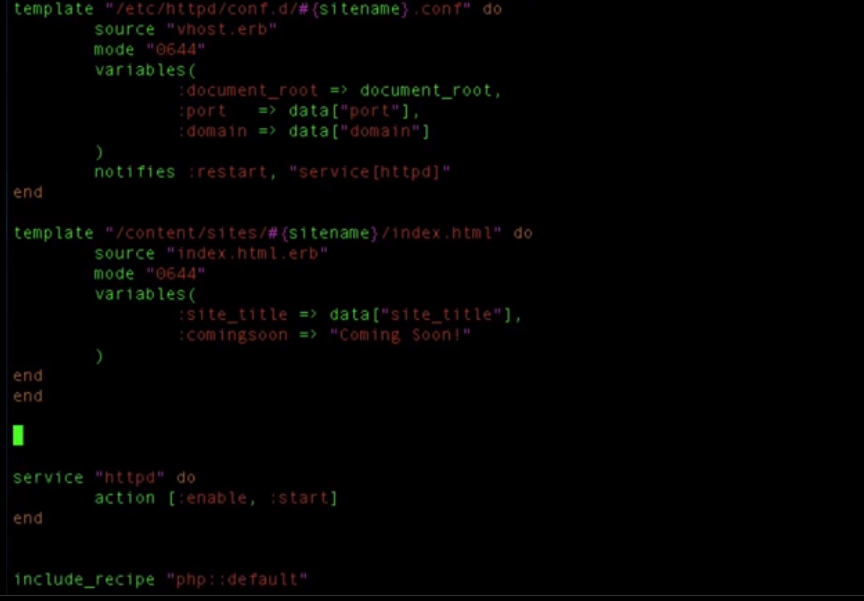 template "/etc/httpd/conf.d/#{sitename}.conf" do
source "vhost.erb"
mode "0644"
variables(
:document_root => document_root,
:port => data["port"],
:domain => data["domain"]
)
notifies :restart, "service[httpd]"
end
template "/content/sites/#{sitename}/index.html" do
source "index.html.erb"
mode "0644"
variables(
:site_title => data["site_title"],
:comingsoon => "Coming Soon!"
)
end
end
service "httpd" do
action [:enable, :start]
end
include_recipe "php::default"